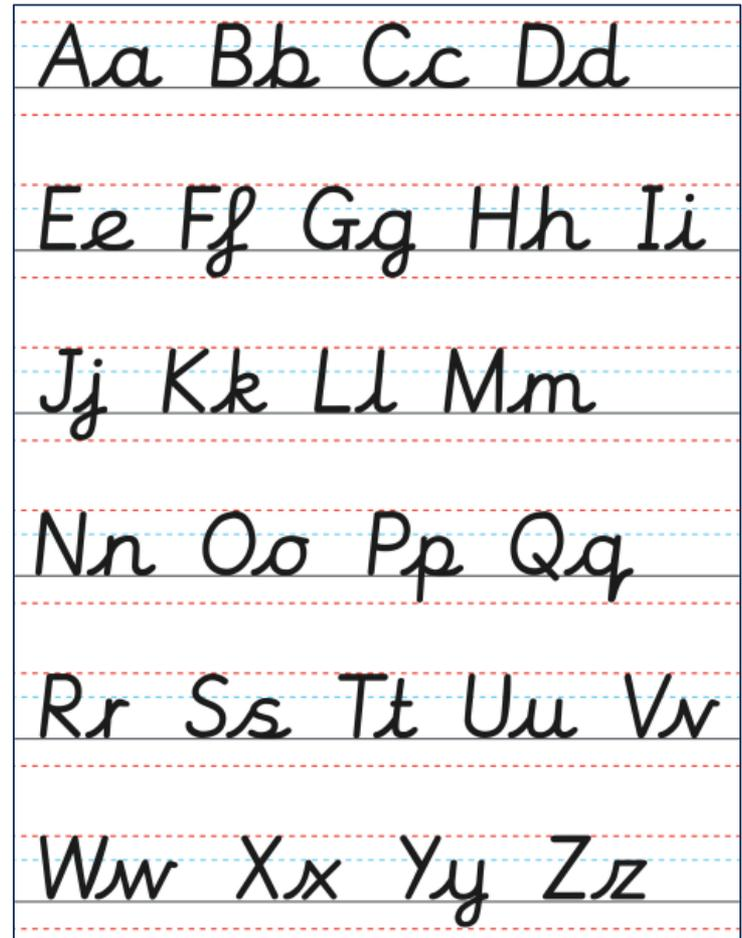 Aa Bb Cc Dd
Ee Ff Gg Hh Ii
Jj Kk Ll Mm
Nn Oo Pp Qq
Rr Ss Tt Uu Vv
Ww Xx Yy Zz